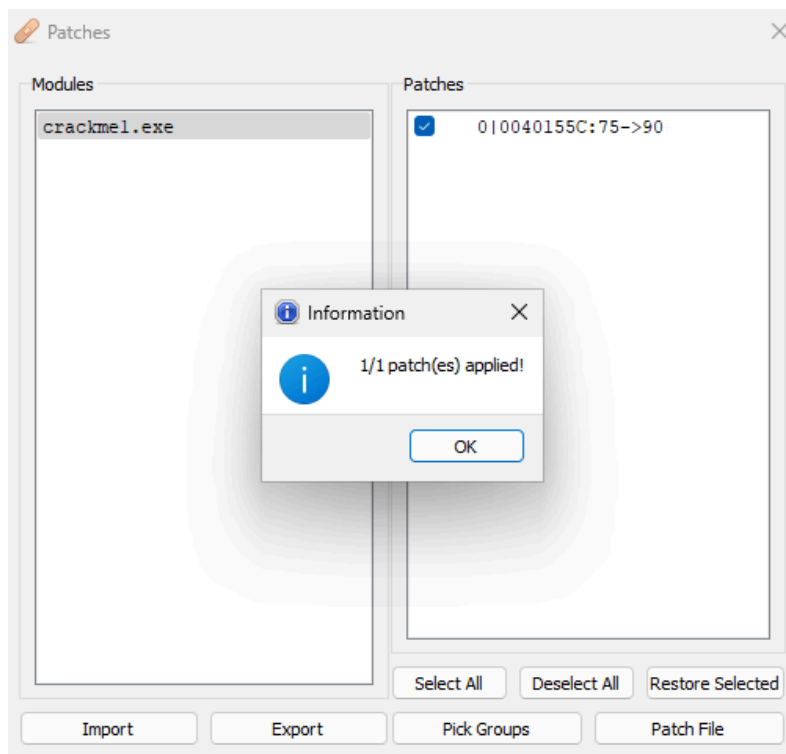 Patches
Modules
Patches
crackme1.exe
0|0040155C:75->90
Information
1/1 patch(es) applied!
OK
Select All
Deselect All
Restore Selected
Import
Export
Pick Groups
Patch File